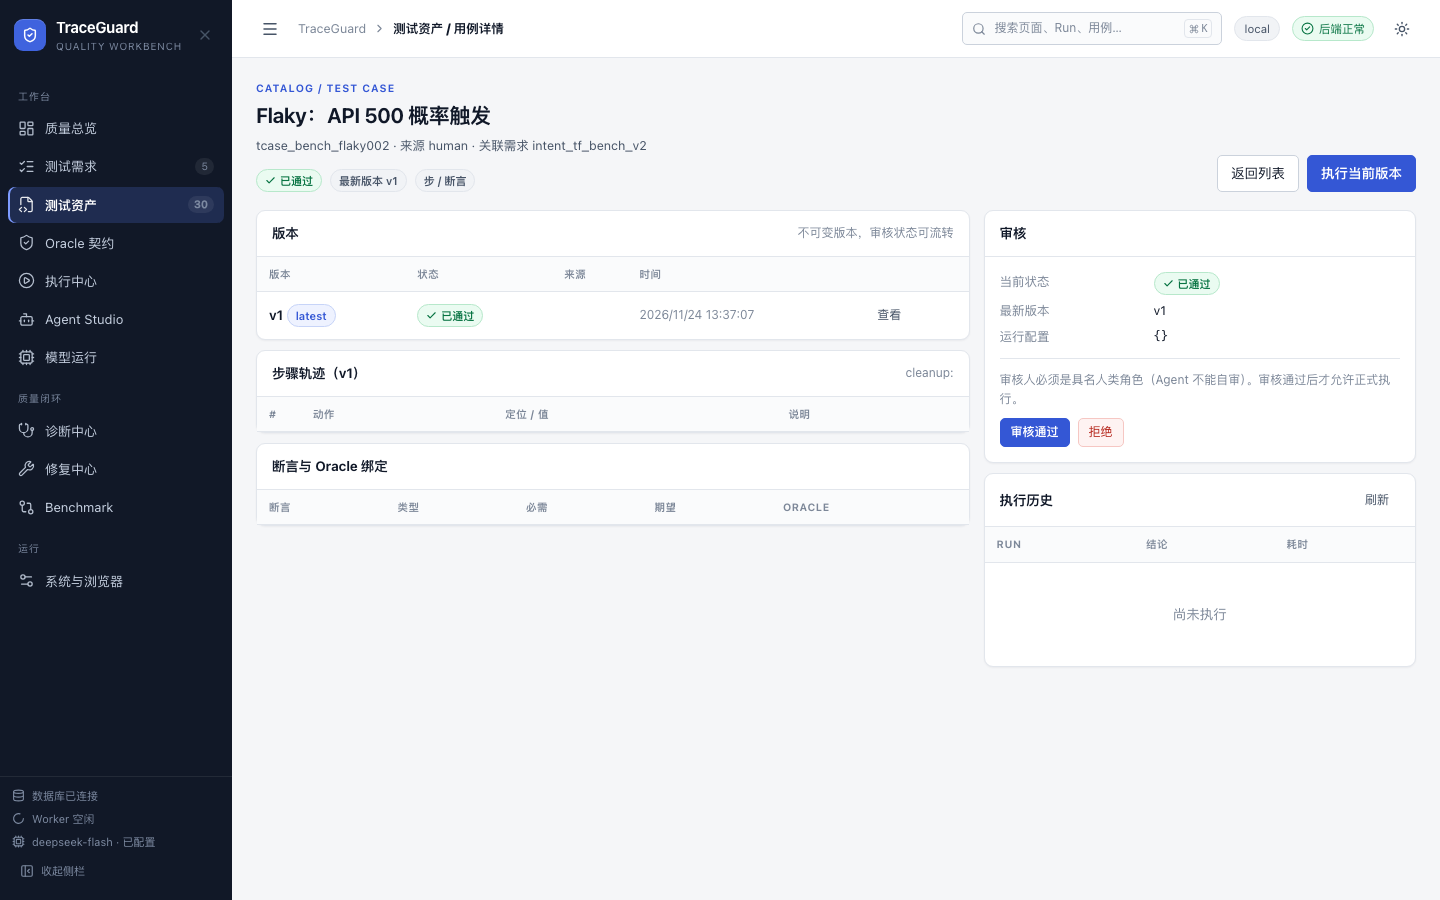 TraceGuard
QUALITY WORKBENCH
工作台
质量总览
测试需求 5
测试资产 30
Oracle 契约
执行中心
Agent Studio
模型运行
质量闭环
诊断中心
修复中心
Benchmark
运行
系统与浏览器
数据库已连接
Worker 空闲
deepseek-flash · 已配置
收起侧栏
TraceGuard > 测试资产 / 用例详情
搜索页面、Run、用例... ⌘ K
local
后端正常
CATALOG / TEST CASE
Flaky：API 500 概率触发
tcase_bench_flaky002 · 来源 human · 关联需求 intent_tf_bench_v2
已通过 最新版本 v1 步 / 断言
返回列表 执行当前版本
版本 不可变版本，审核状态可流转
版本 状态 来源 时间
v1 latest 已通过 2026/11/24 13:37:07 查看
步骤轨迹（v1） cleanup:
# 动作 定位 / 值 说明
断言与 Oracle 绑定
断言 类型 必需 期望 ORACLE
审核
当前状态 已通过
最新版本 v1
运行配置 {}
审核人必须是具名人类角色（Agent 不能自审）。审核通过后才允许正式执
行。
审核通过 拒绝
执行历史 刷新
RUN 结论 耗时
尚未执行